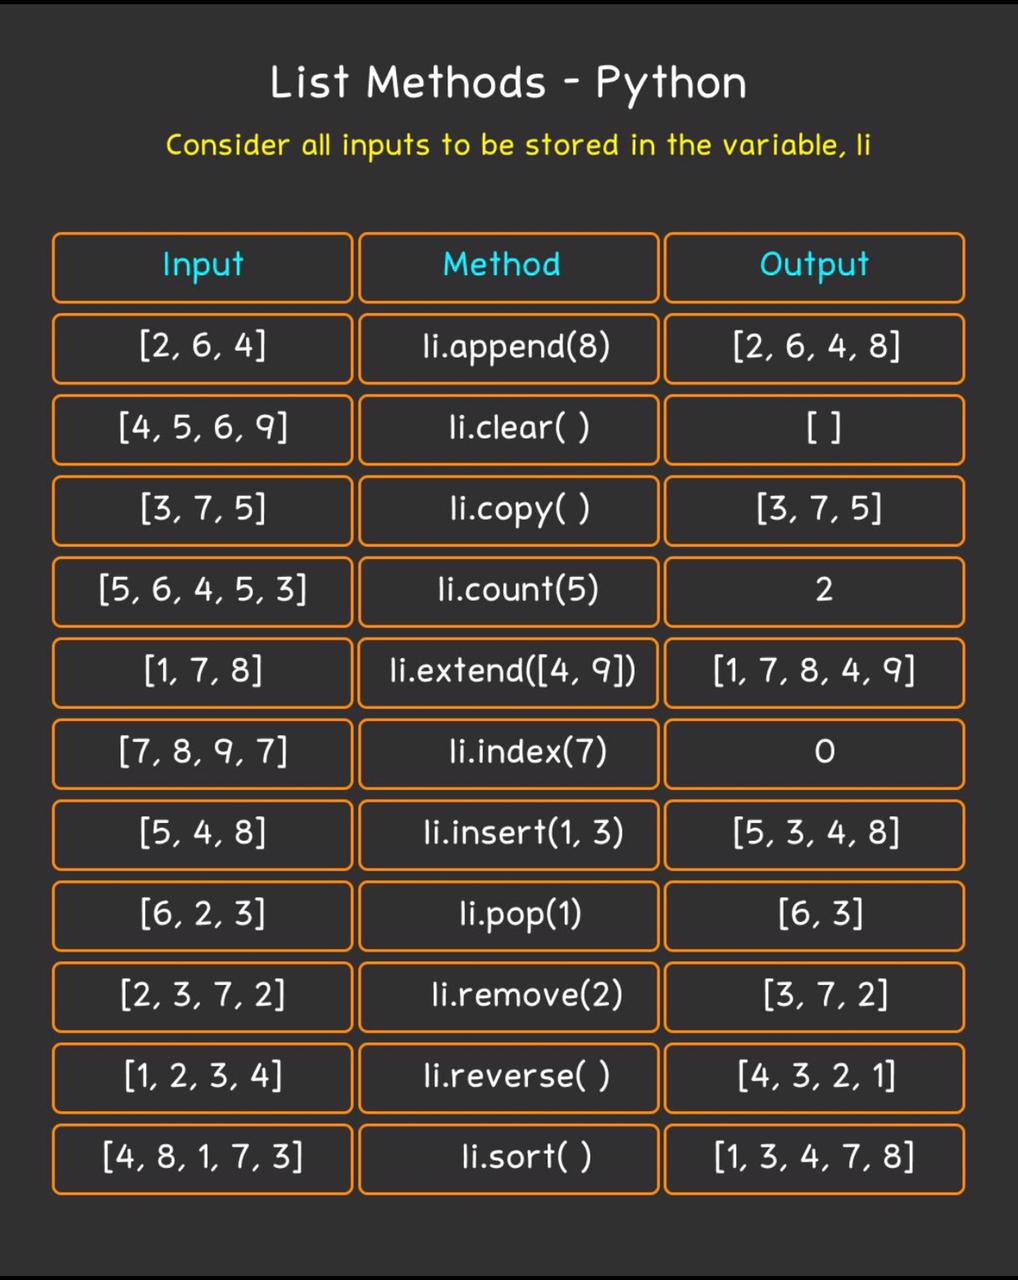 List Methods - Python
Consider all inputs to be stored in the variable, li
Input Method Output
[2, 6, 4] li.append(8) [2, 6, 4, 8]
[4, 5, 6, 9] li.clear( ) [ ]
[3, 7, 5] li.copy( ) [3, 7, 5]
[5, 6, 4, 5, 3] li.count(5) 2
[1, 7, 8] li.extend([4, 9]) [1, 7, 8, 4, 9]
[7, 8, 9, 7] li.index(7) 0
[5, 4, 8] li.insert(1, 3) [5, 3, 4, 8]
[6, 2, 3] li.pop(1) [6, 3]
[2, 3, 7, 2] li.remove(2) [3, 7, 2]
[1, 2, 3, 4] li.reverse( ) [4, 3, 2, 1]
[4, 8, 1, 7, 3] li.sort( ) [1, 3, 4, 7, 8]